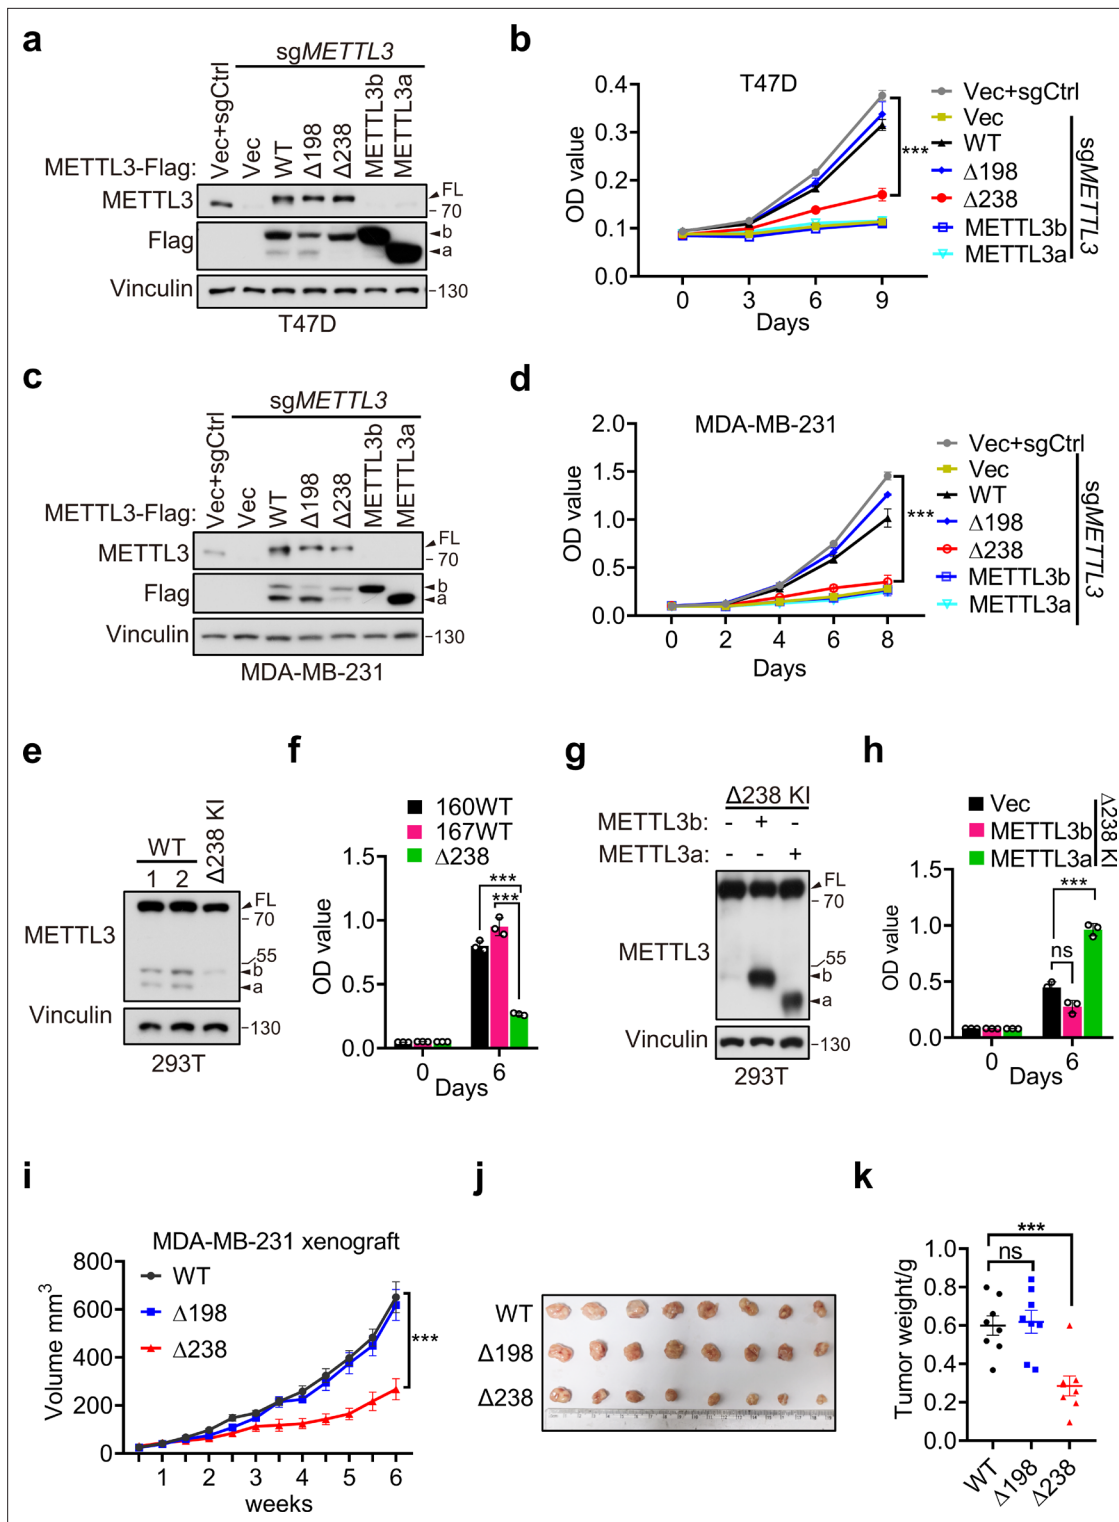 a
sgMETTL3
METTL3-Flag:
Vec+sgCtrl
Vec
WT
Δ198
Δ238
METTL3b
METTL3a
METTL3
FL
70
Flag
b
a
Vinculin
130
T47D
b
T47D
OD value
0.4
0.3
0.2
0.1
0.0
0 3 6 9
Days
***
Vec+sgCtrl
Vec
WT
Δ198
Δ238
METTL3b
METTL3a
sgMETTL3
c
sgMETTL3
METTL3-Flag:
Vec+sgCtrl
Vec
WT
Δ198
Δ238
METTL3b
METTL3a
METTL3
FL
70
Flag
b
a
Vinculin
130
MDA-MB-231
d
MDA-MB-231
OD value
2.0
1.5
1.0
0.5
0.0
0 2 4 6 8
Days
***
Vec+sgCtrl
Vec
WT
Δ198
Δ238
METTL3b
METTL3a
sgMETTL3
e
WT
1 2
Δ238 KI
METTL3
FL
70
55
b
a
Vinculin
130
293T
f
160WT
167WT
Δ238
OD value
1.5
1.0
0.5
0.0
***
***
0 6
Days
g
Δ238 KI
METTL3b: - + -
METTL3a: - - +
METTL3
FL
70
55
b
a
Vinculin
130
293T
h
Vec
METTL3b
METTL3a
Δ238 KI
OD value
1.5
1.0
0.5
0.0
***
ns
0 6
Days
i
MDA-MB-231 xenograft
Volume mm³
800
600
400
200
0
WT
Δ198
Δ238
***
1 2 3 4 5 6
weeks
j
WT
Δ198
Δ238
k
Tumor weight/g
1.0
0.8
0.6
0.4
0.2
0.0
***
ns
WT
Δ198
Δ238